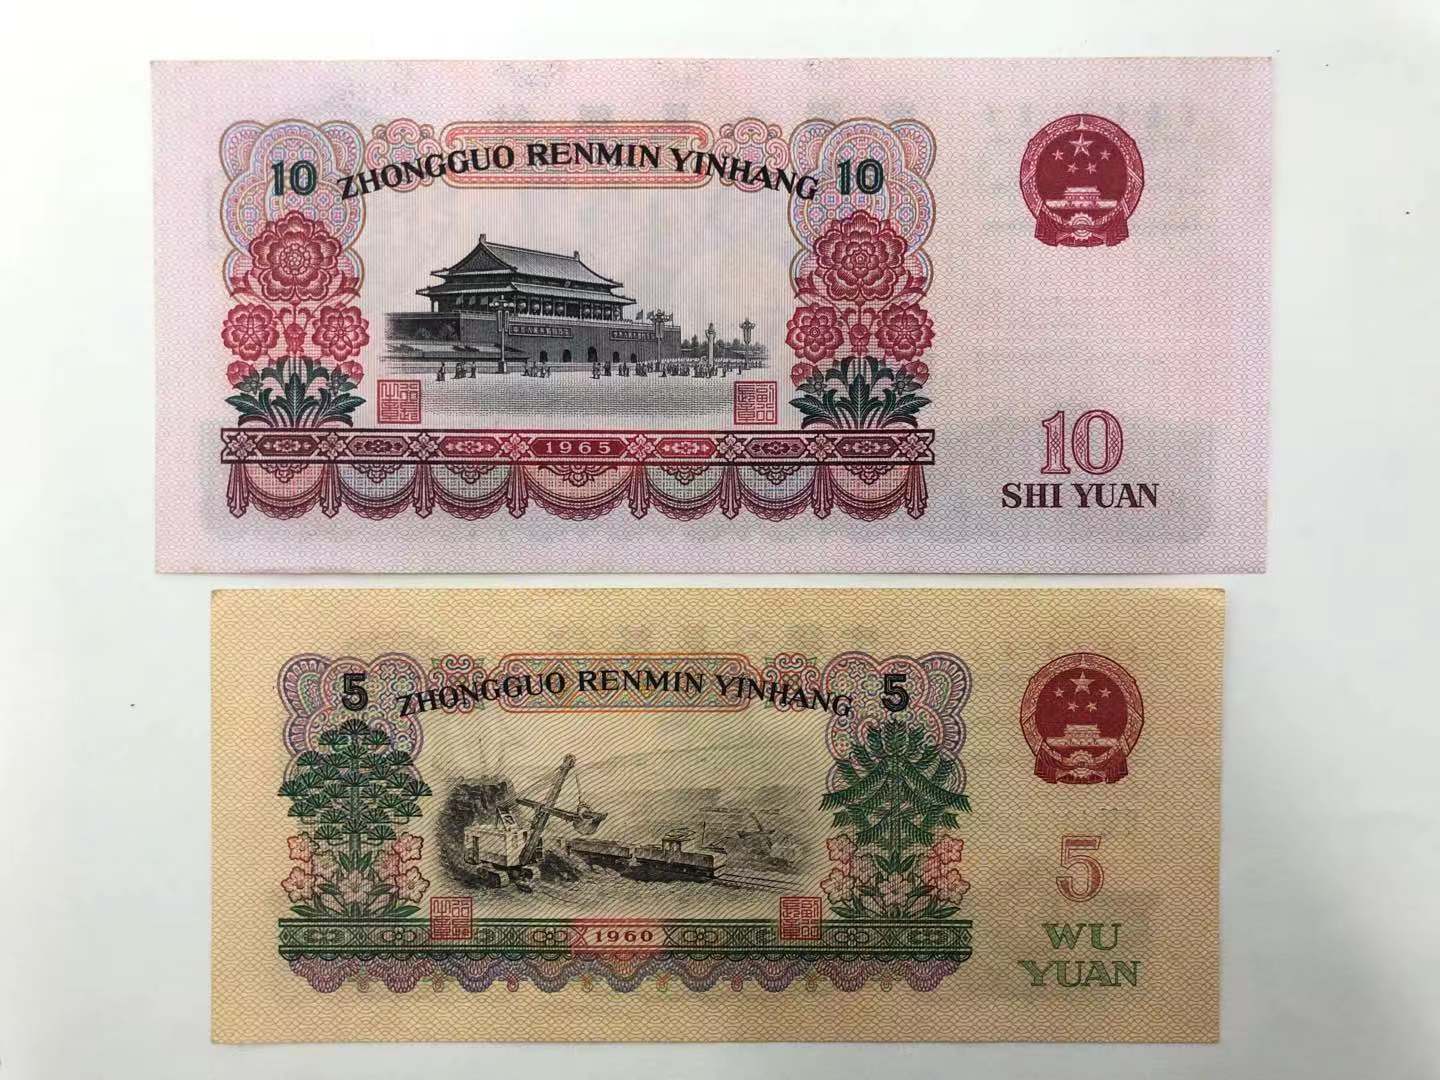 10 ZHONGGUO RENMIN YINHANG 10
1965
10
SHI YUAN
5 ZHONGGUO RENMIN YINHANG 5
1960
5
WU
YUAN